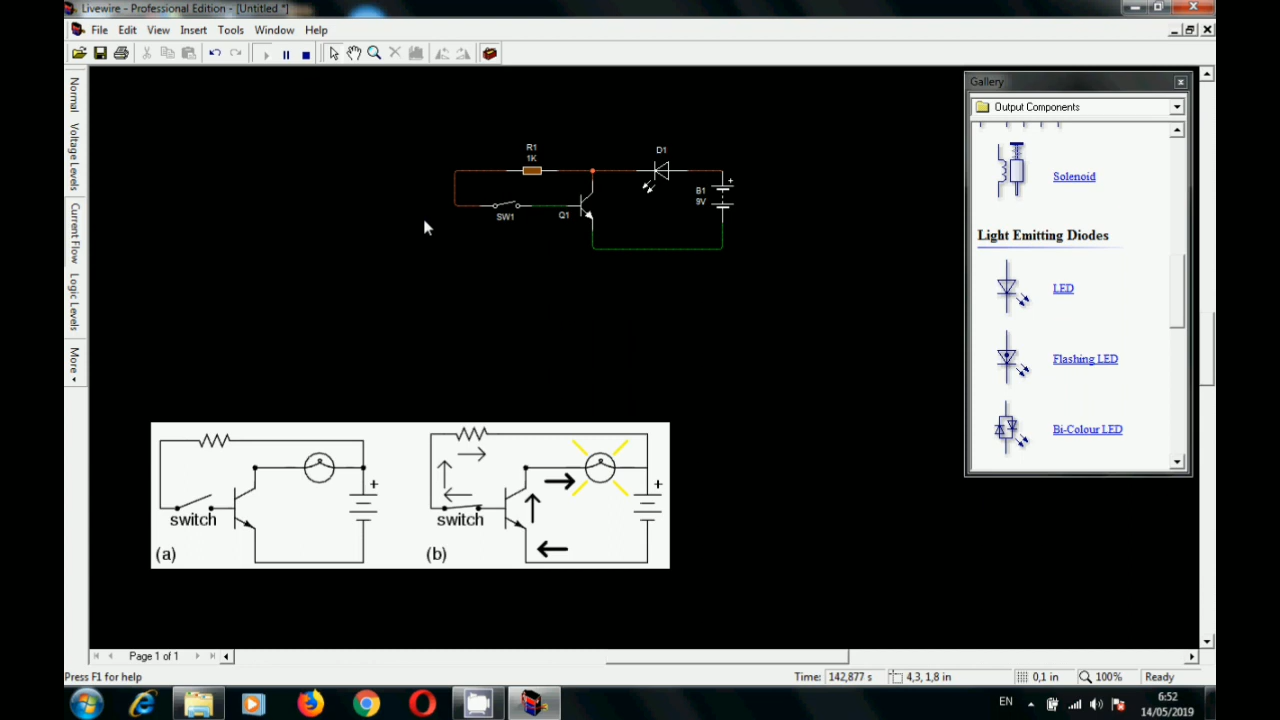 Livewire - Professional Edition - [Untitled *]
File Edit View Insert Tools Window Help
Normal
Voltage Levels
Current Flow
Logic Levels
More
Gallery
Output Components
Solenoid
Light Emitting Diodes
LED
Flashing LED
Bi-Colour LED
R1
1K
D1
B1
9V
+
SW1
Q1
+
switch
(a)
+
switch
(b)
Page 1 of 1
Press F1 for help
Time: 142,877 s
4,3, 1,8 in
0,1 in
100%
Ready
EN
6:52
14/05/2019